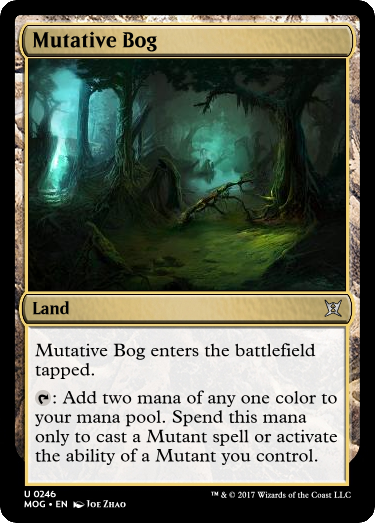 Mutative Bog
Land
Mutative Bog enters the battlefield
tapped.
: Add two mana of any one color to
your mana pool. Spend this mana
only to cast a Mutant spell or activate
the ability of a Mutant you control.
U 0246
MOG • EN Joe Zhao
™ & © 2017 Wizards of the Coast LLC